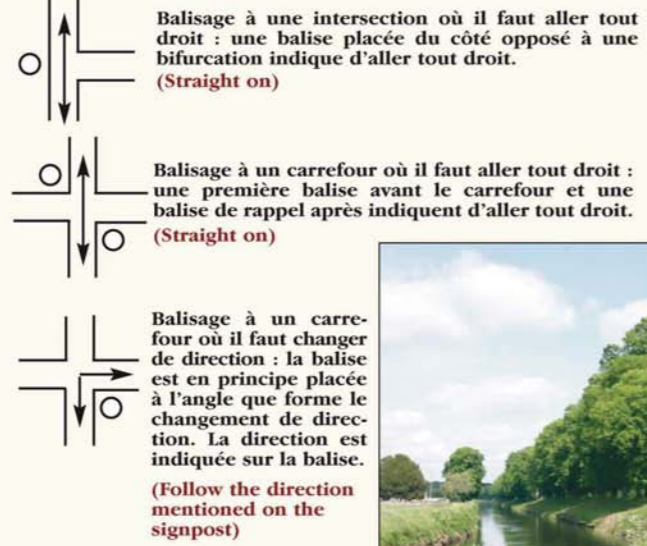 Balisage à une intersection où il faut aller tout
droit : une balise placée du côté opposé à une
bifurcation indique d'aller tout droit.
(Straight on)
Balisage à un carrefour où il faut aller tout droit :
une première balise avant le carrefour et une
balise de rappel après indiquent d'aller tout droit.
(Straight on)
Balisage à un carre-
four où il faut changer
de direction : la balise
est en principe placée
à l'angle que forme le
changement de direc-
tion. La direction est
indiquée sur la balise.
(Follow the direction
mentioned on the
signpost)